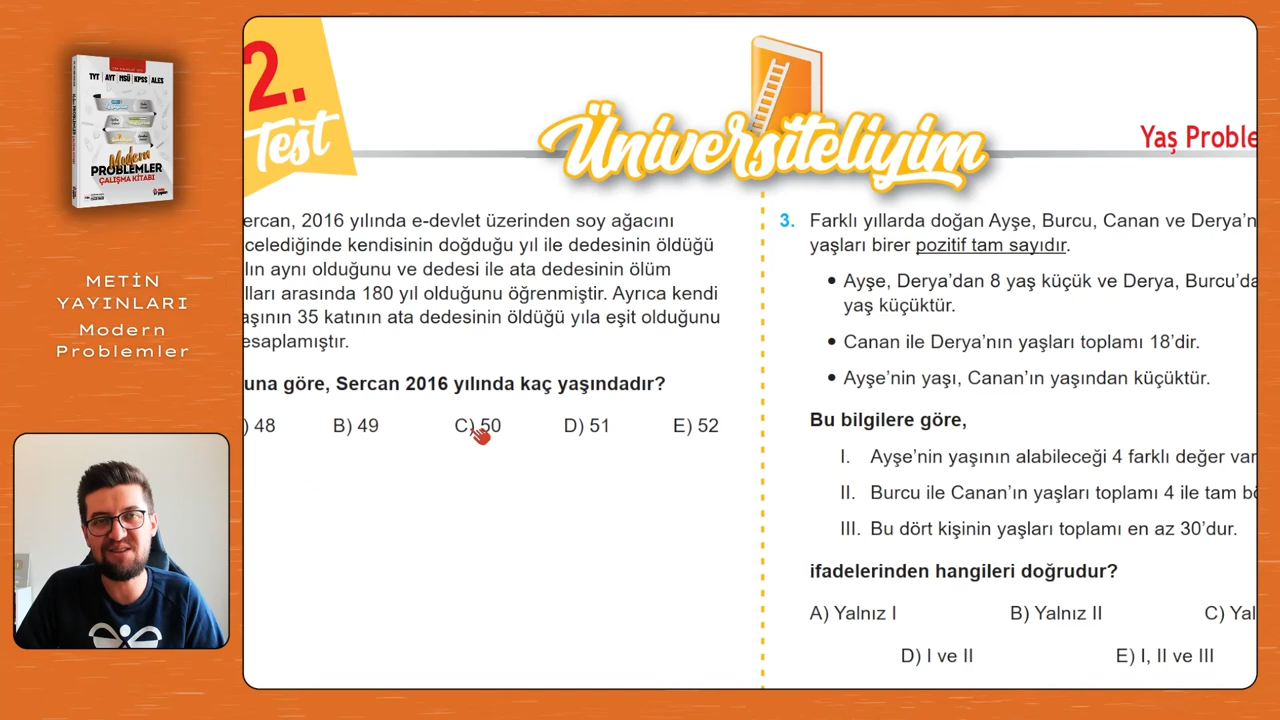 TYT AYT MSÜ KPSS ALES
Modern
PROBLEMLER
ÇALIŞMA KİTABI
METİN
YAYINLARI
Modern
Problemler
2.
Test
Üniversiteliyim
Yaş Proble
ercan, 2016 yılında e-devlet üzerinden soy ağacını
celediğinde kendisinin doğduğu yıl ile dedesinin öldüğü
lın aynı olduğunu ve dedesi ile ata dedesinin ölüm
lları arasında 180 yıl olduğunu öğrenmiştir. Ayrıca kendi
aşının 35 katının ata dedesinin öldüğü yıla eşit olduğunu
esaplamıştır.
una göre, Sercan 2016 yılında kaç yaşındadır?
) 48 B) 49 C) 50 D) 51 E) 52
3. Farklı yıllarda doğan Ayşe, Burcu, Canan ve Derya’n
yaşları birer pozitif tam sayıdır.
• Ayşe, Derya’dan 8 yaş küçük ve Derya, Burcu’da
yaş küçüktür.
• Canan ile Derya’nın yaşları toplamı 18’dir.
• Ayşe’nin yaşı, Canan’ın yaşından küçüktür.
Bu bilgilere göre,
I. Ayşe’nin yaşının alabileceği 4 farklı değer var
II. Burcu ile Canan’ın yaşları toplamı 4 ile tam bö
III. Bu dört kişinin yaşları toplamı en az 30’dur.
ifadelerinden hangileri doğrudur?
A) Yalnız I B) Yalnız II C) Yal
D) I ve II E) I, II ve III